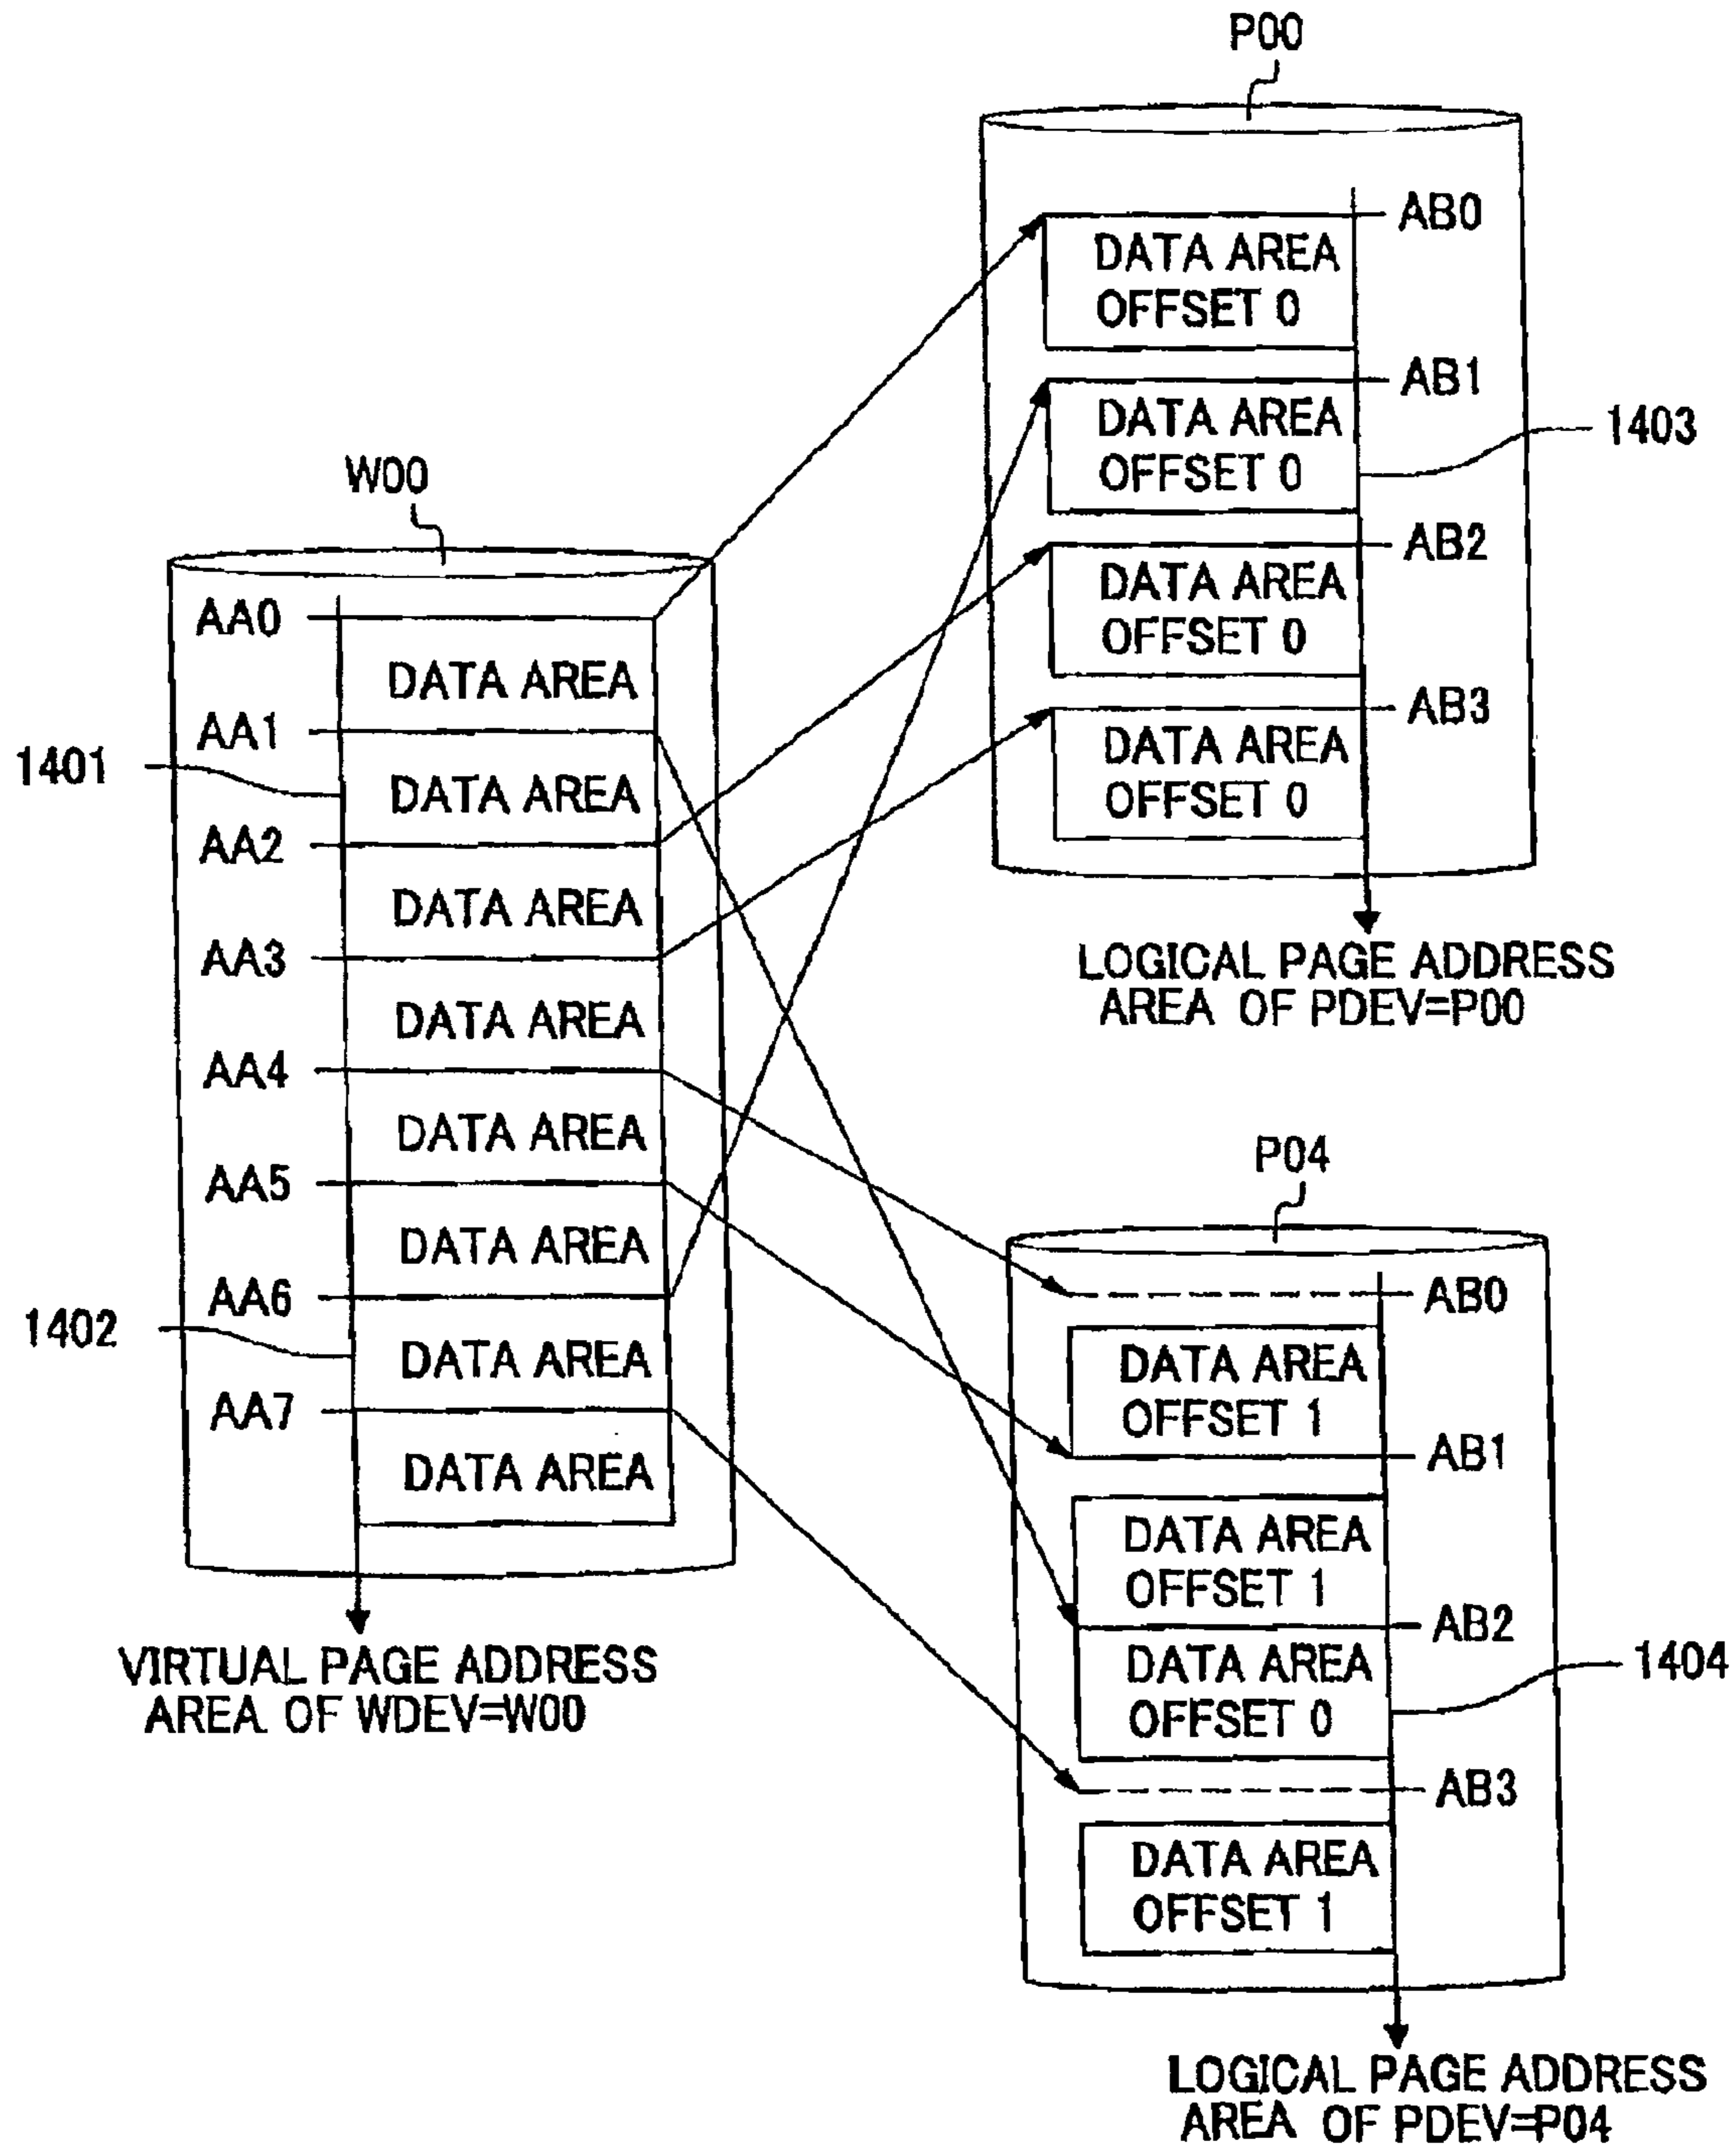 P00
AB0
DATA AREA
OFFSET 0
AB1
DATA AREA
OFFSET 0
1403
AB2
DATA AREA
OFFSET 0
AB3
DATA AREA
OFFSET 0
LOGICAL PAGE ADDRESS
AREA OF PDEV=P00
W00
AA0
DATA AREA
AA1
1401
DATA AREA
AA2
DATA AREA
AA3
DATA AREA
AA4
DATA AREA
AA5
DATA AREA
AA6
1402
DATA AREA
AA7
DATA AREA
VIRTUAL PAGE ADDRESS
AREA OF WDEV=W00
P04
AB0
DATA AREA
OFFSET 1
AB1
DATA AREA
OFFSET 1
AB2
DATA AREA
OFFSET 0
1404
AB3
DATA AREA
OFFSET 1
LOGICAL PAGE ADDRESS
AREA OF PDEV=P04